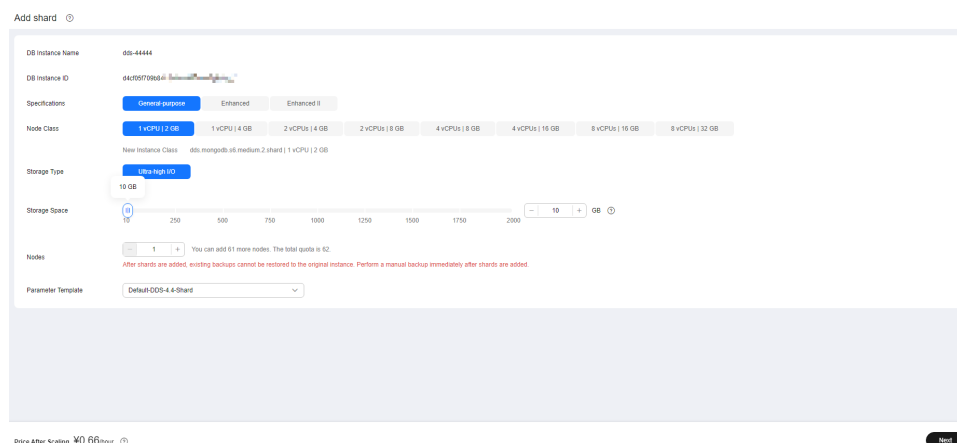 Add shard
DB Instance Name dds-44444
DB Instance ID d4cf05f709b84
Specifications General-purpose Enhanced Enhanced II
Node Class 1 vCPU | 2 GB 1 vCPU | 4 GB 2 vCPUs | 4 GB 2 vCPUs | 8 GB 4 vCPUs | 8 GB 4 vCPUs | 16 GB 8 vCPUs | 16 GB 8 vCPUs | 32 GB
New Instance Class dds.mongodb.s6.medium.2.shard | 1 vCPU | 2 GB
Storage Type Ultra-high I/O
10 GB
Storage Space 10 GB
10 250 500 750 1000 1250 1500 1750 2000
Nodes 1 You can add 61 more nodes. The total quota is 62.
After shards are added, existing backups cannot be restored to the original instance. Perform a manual backup immediately after shards are added.
Parameter Template Default-DDS-4.4-Shard
Price After Scaling ¥0.66/hour Next